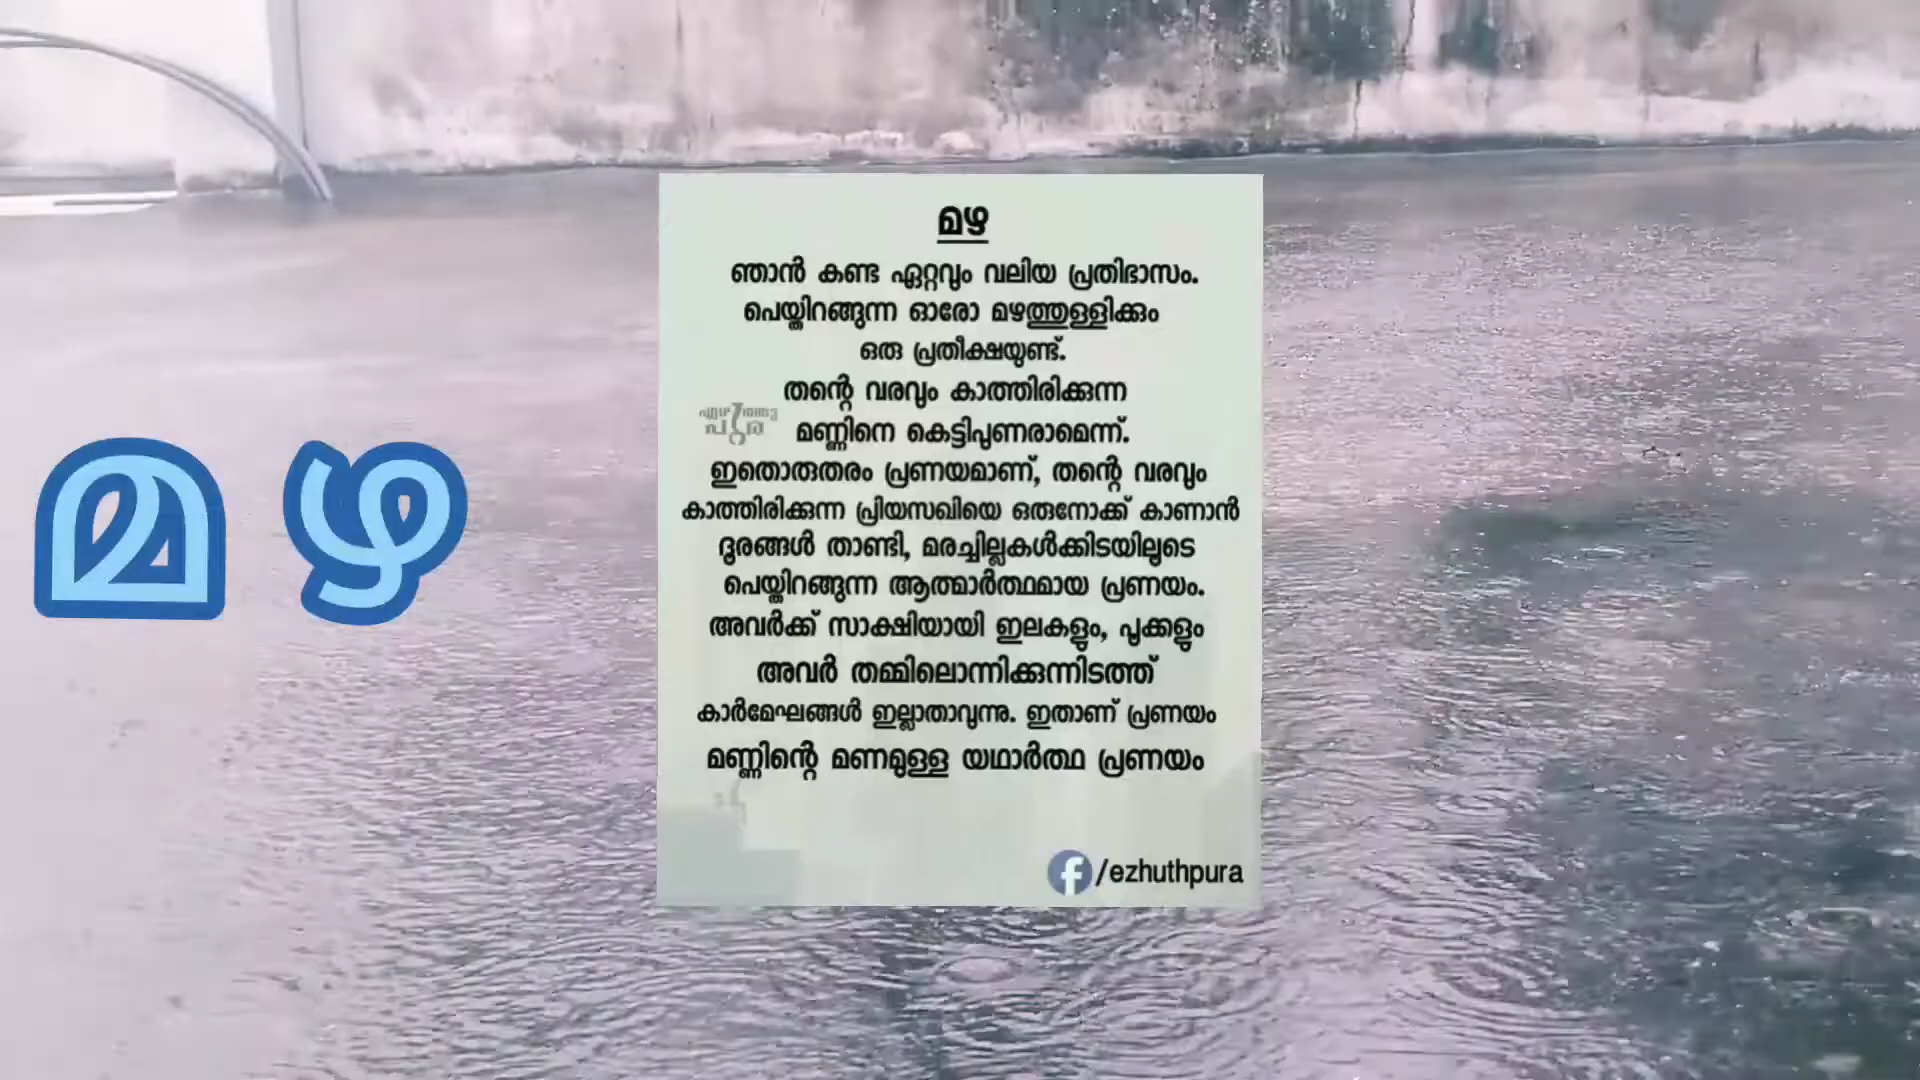 മഴ
മഴ
ഞാൻ കണ്ട ഏറ്റവും വലിയ പ്രതിഭാസം.
പെയ്തിറങ്ങുന്ന ഓരോ മഴത്തുള്ളിക്കും
ഒരു പ്രതീക്ഷയുണ്ട്.
തന്റെ വരവും കാത്തിരിക്കുന്ന
മണ്ണിനെ കെട്ടിപുണരാമെന്ന്.
ഇതൊരുതരം പ്രണയമാണ്, തന്റെ വരവും
കാത്തിരിക്കുന്ന പ്രിയസഖിയെ ഒരുനോക്ക് കാണാൻ
ദൂരങ്ങൾ താണ്ടി, മരച്ചില്ലകൾക്കിടയിലൂടെ
പെയ്തിറങ്ങുന്ന ആത്മാർത്ഥമായ പ്രണയം.
അവർക്ക് സാക്ഷിയായി ഇലകളും, പൂക്കളും
അവർ തമ്മിലൊന്നിക്കുന്നിടത്ത്
കാർമേഘങ്ങൾ ഇല്ലാതാവുന്നു. ഇതാണ് പ്രണയം
മണ്ണിന്റെ മണമുള്ള യഥാർത്ഥ പ്രണയം
/ezhuthpura